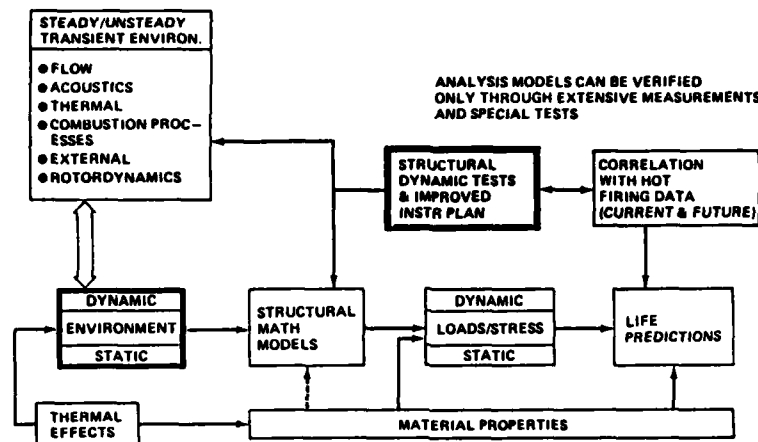 STEADY/UNSTEADY
TRANSIENT ENVIRON.
●FLOW
●ACOUSTICS
●THERMAL
●COMBUSTION PROC-
ESSES
●EXTERNAL
●ROTORDYNAMICS
ANALYSIS MODELS CAN BE VERIFIED
ONLY THROUGH EXTENSIVE MEASUREMENTS
AND SPECIAL TESTS
STRUCTURAL
DYNAMIC TESTS
& IMPROVED
INSTR PLAN
CORRELATION
WITH HOT
FIRING DATA
(CURRENT & FUTURE)
DYNAMIC
ENVIRONMENT
STATIC
STRUCTURAL
MATH
MODELS
DYNAMIC
LOADS/STRESS
STATIC
LIFE
PREDICTIONS
THERMAL
EFFECTS
MATERIAL PROPERTIES